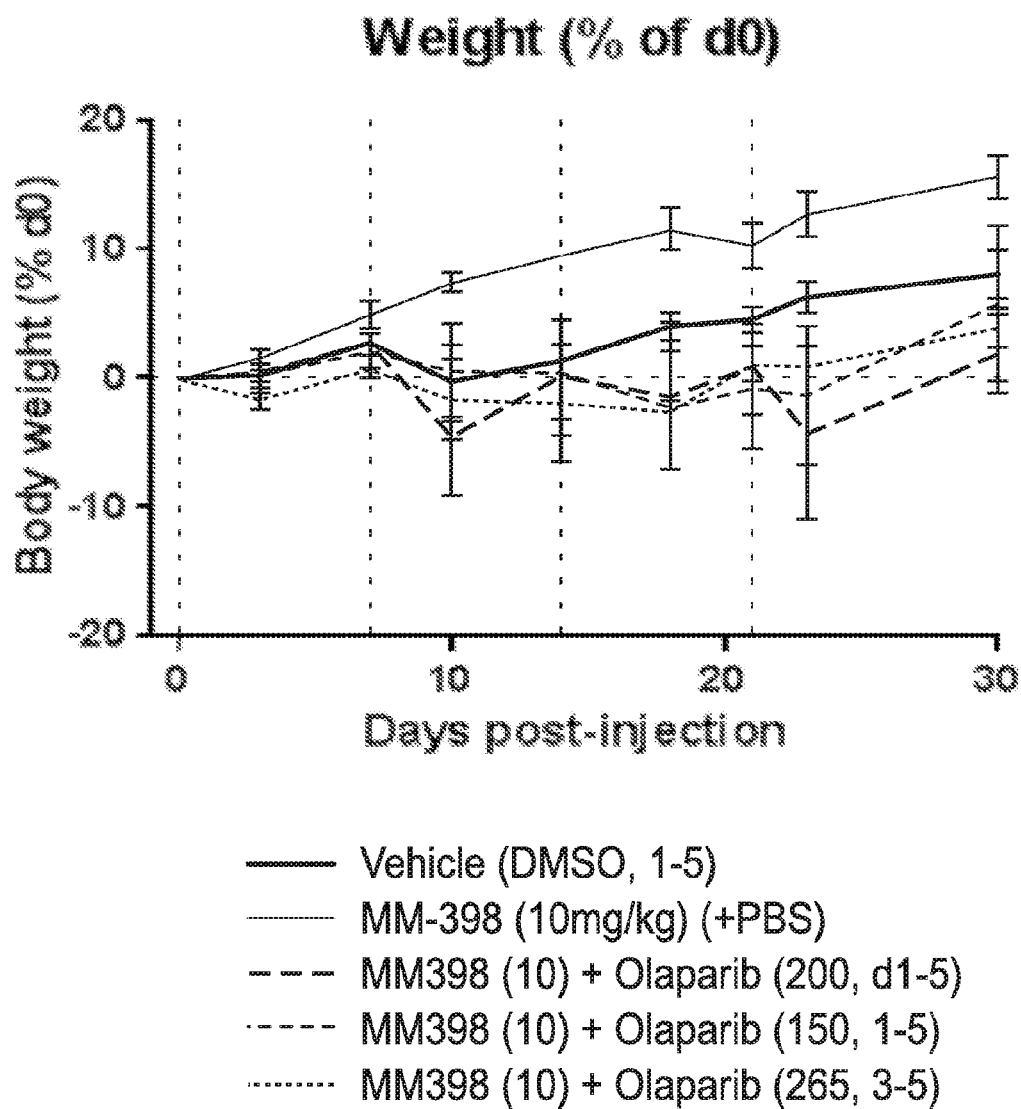 Weight (% of d0)
Body weight (% d0)
20
10
0
-10
-20
0
10
20
30
Days post-injection
Vehicle (DMSO, 1-5)
MM-398 (10mg/kg) (+PBS)
MM398 (10) + Olaparib (200, d1-5)
MM398 (10) + Olaparib (150, 1-5)
MM398 (10) + Olaparib (265, 3-5)